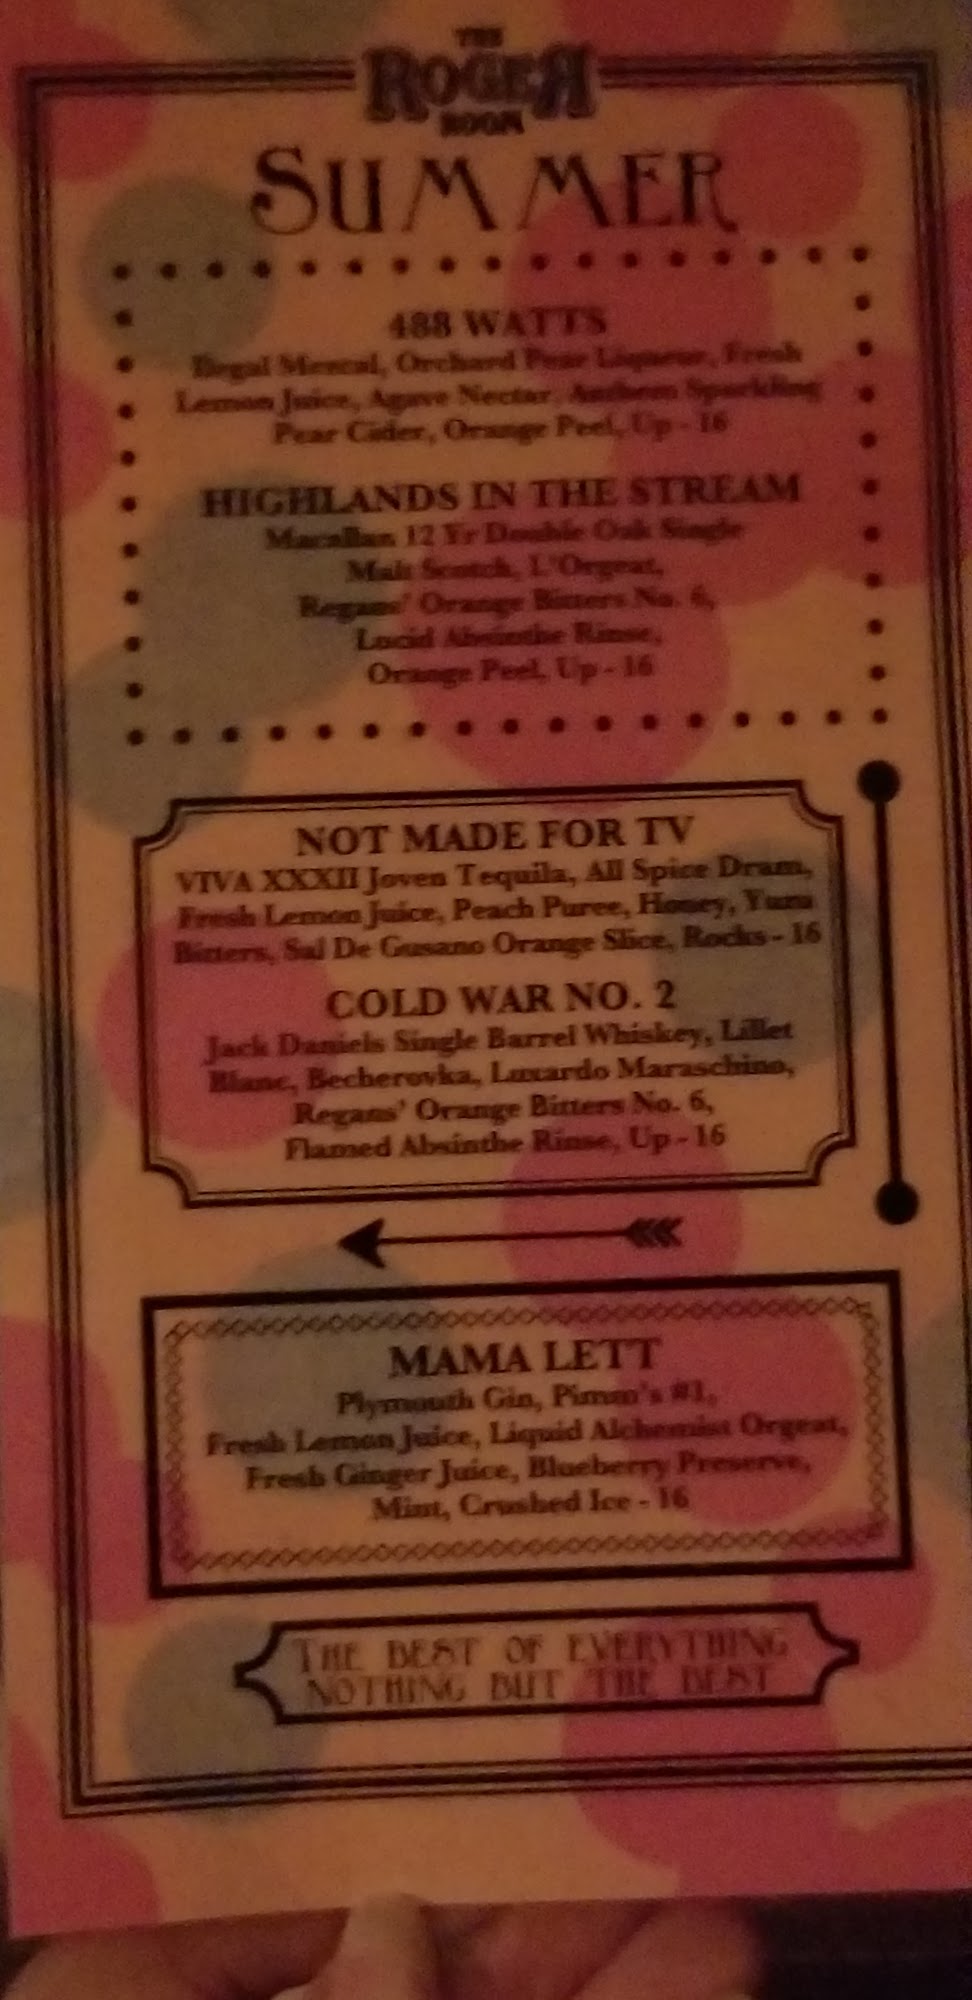 THE
ROGER
ROOM
SUMMER
488 WATTS
Ilegal Mezcal, Orchard Pear Liqueur, Fresh
Lemon Juice, Agave Nectar, Anthem Sparkling
Pear Cider, Orange Peel, Up - 16
HIGHLANDS IN THE STREAM
Macallan 12 Yr Double Oak Single
Malt Scotch, L'Orgeat,
Regans' Orange Bitters No. 6,
Lucid Absinthe Rinse,
Orange Peel, Up - 16
NOT MADE FOR TV
VIVA XXXII Joven Tequila, All Spice Dram,
Fresh Lemon Juice, Peach Puree, Honey, Yuzu
Bitters, Sal De Gusano Orange Slice, Rocks - 16
COLD WAR NO. 2
Jack Daniels Single Barrel Whiskey, Lillet
Blanc, Becherovka, Luxardo Maraschino,
Regans' Orange Bitters No. 6,
Flamed Absinthe Rinse, Up - 16
MAMA LETT
Plymouth Gin, Pimm's #1,
Fresh Lemon Juice, Liquid Alchemist Orgeat,
Fresh Ginger Juice, Blueberry Preserve,
Mint, Crushed Ice - 16
THE BEST OF EVERYTHING
NOTHING BUT THE BEST